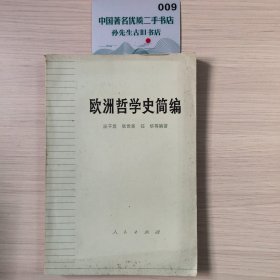 009
中国著名优质二手书店
孙先生古旧书店
欧洲哲学史简编
汪子嵩 张世英 任华等编著
人民出版社